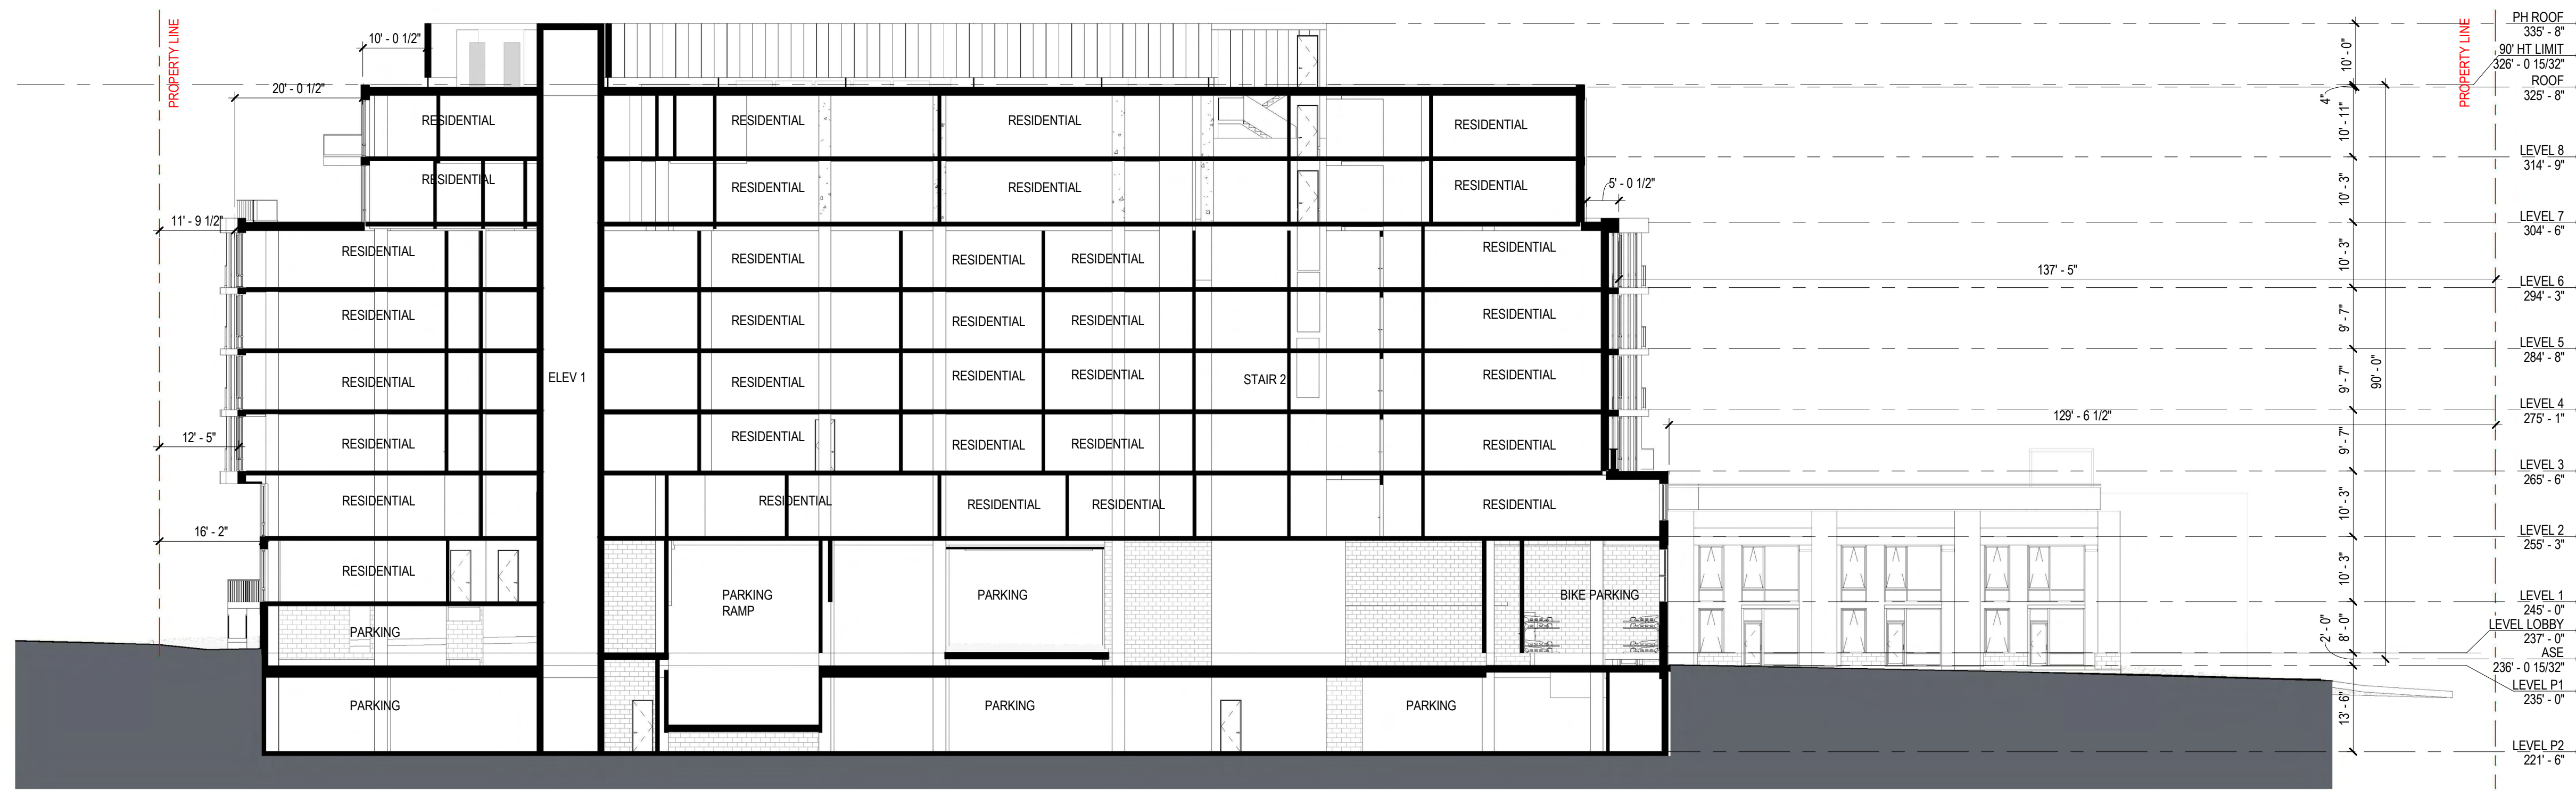 PROPERTY LINE
PROPERTY LINE
PH ROOF
335' - 8"
10' - 0 1/2"
10' - 0"
90' HT LIMIT
326' - 0 15/32"
ROOF
325' - 8"
20' - 0 1/2"
4"
10' - 11"
RESIDENTIAL
RESIDENTIAL
RESIDENTIAL
RESIDENTIAL
LEVEL 8
314' - 9"
RESIDENTIAL
RESIDENTIAL
RESIDENTIAL
RESIDENTIAL
5' - 0 1/2"
10' - 3"
11' - 9 1/2"
LEVEL 7
304' - 6"
RESIDENTIAL
RESIDENTIAL
RESIDENTIAL
RESIDENTIAL
RESIDENTIAL
137' - 5"
10' - 3"
LEVEL 6
294' - 3"
RESIDENTIAL
RESIDENTIAL
RESIDENTIAL
RESIDENTIAL
RESIDENTIAL
9' - 7"
LEVEL 5
284' - 8"
RESIDENTIAL
ELEV 1
RESIDENTIAL
RESIDENTIAL
RESIDENTIAL
STAIR 2
RESIDENTIAL
9' - 7"
90' - 0"
LEVEL 4
275' - 1"
129' - 6 1/2"
12' - 5"
RESIDENTIAL
RESIDENTIAL
RESIDENTIAL
RESIDENTIAL
RESIDENTIAL
9' - 7"
LEVEL 3
265' - 6"
RESIDENTIAL
RESIDENTIAL
RESIDENTIAL
RESIDENTIAL
RESIDENTIAL
10' - 3"
16' - 2"
LEVEL 2
255' - 3"
RESIDENTIAL
PARKING
RAMP
PARKING
BIKE PARKING
10' - 3"
LEVEL 1
245' - 0"
PARKING
2' - 0"
8' - 0"
LEVEL LOBBY
237' - 0"
ASE
236' - 0 15/32"
LEVEL P1
235' - 0"
PARKING
PARKING
PARKING
13' - 6"
LEVEL P2
221' - 6"